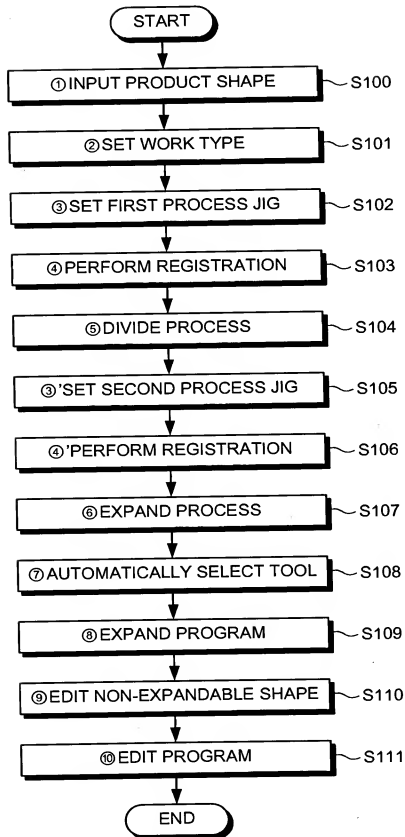 START
①INPUT PRODUCT SHAPE S100
②SET WORK TYPE S101
③SET FIRST PROCESS JIG S102
④PERFORM REGISTRATION S103
⑤DIVIDE PROCESS S104
③'SET SECOND PROCESS JIG S105
④'PERFORM REGISTRATION S106
⑥EXPAND PROCESS S107
⑦AUTOMATICALLY SELECT TOOL S108
⑧EXPAND PROGRAM S109
⑨EDIT NON-EXPANDABLE SHAPE S110
⑩EDIT PROGRAM S111
END